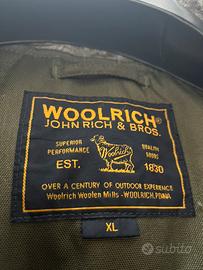 WOOLRICH®
JOHN RICH & BROS.
SUPERIOR PERFORMANCE
Woolrich
QUALITY GOODS
EST. 1830
OVER A CENTURY OF OUTDOOR EXPERIENCE
Woolrich Woolen Mills - WOOLRICH, PENNA
XL
subito